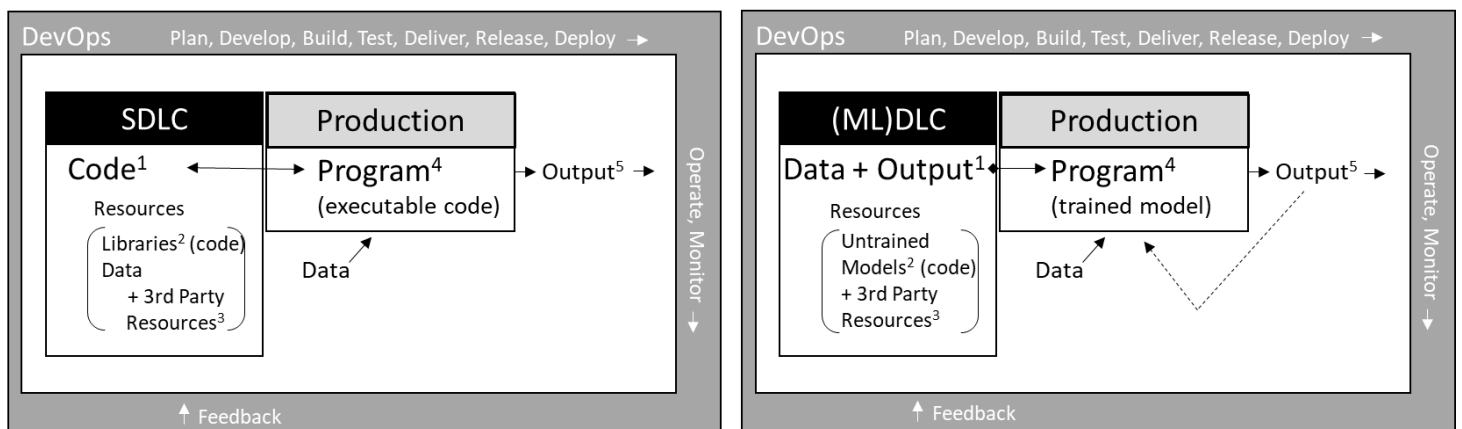 DevOps
Plan, Develop, Build, Test, Deliver, Release, Deploy →
SDLC
Production
Code¹
Program⁴
(executable code)
Output⁵
Resources
Libraries² (code)
Data
+ 3rd Party
Resources³
Data
Operate, Monitor →
↑ Feedback
DevOps
Plan, Develop, Build, Test, Deliver, Release, Deploy →
(ML)DLC
Production
Data + Output¹
Program⁴
(trained model)
Output⁵
Resources
Untrained
Models² (code)
+ 3rd Party
Resources³
Data
Operate, Monitor →
↑ Feedback